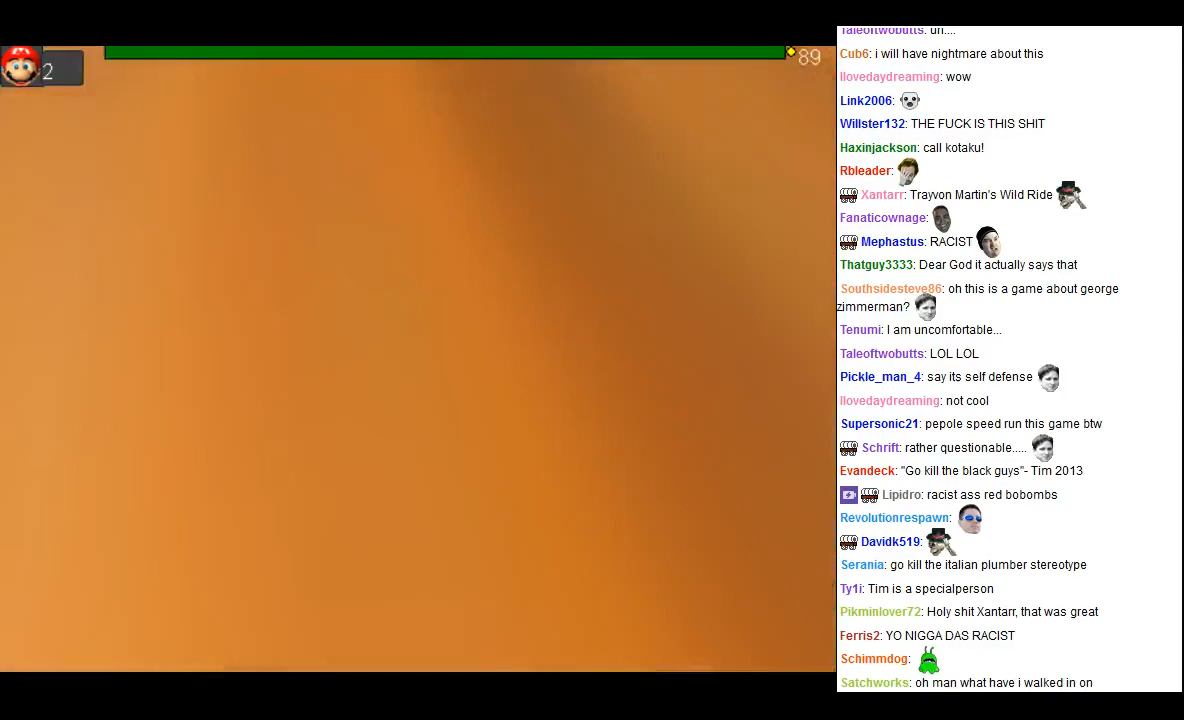 2
89
Taleoftwobutts: uh....
Cub6: i will have nightmare about this
Ilovedaydreaming: wow
Link2006:
Willster132: THE FUCK IS THIS SHIT
Haxinjackson: call kotaku!
Rbleader:
Xantarr: Trayvon Martin's Wild Ride
Fanaticownage:
Mephastus: RACIST
Thatguy3333: Dear God it actually says that
Southsidesteve86: oh this is a game about george
zimmerman?
Tenumi: I am uncomfortable...
Taleoftwobutts: LOL LOL
Pickle_man_4: say its self defense
Ilovedaydreaming: not cool
Supersonic21: pepole speed run this game btw
Schrift: rather questionable.....
Evandeck: "Go kill the black guys"- Tim 2013
Lipidro: racist ass red bobombs
Revolutionrespawn:
Davidk519:
Serania: go kill the italian plumber stereotype
Ty1i: Tim is a specialperson
Pikminlover72: Holy shit Xantarr, that was great
Ferris2: YO NIGGA DAS RACIST
Schimmdog:
Satchworks: oh man what have i walked in on